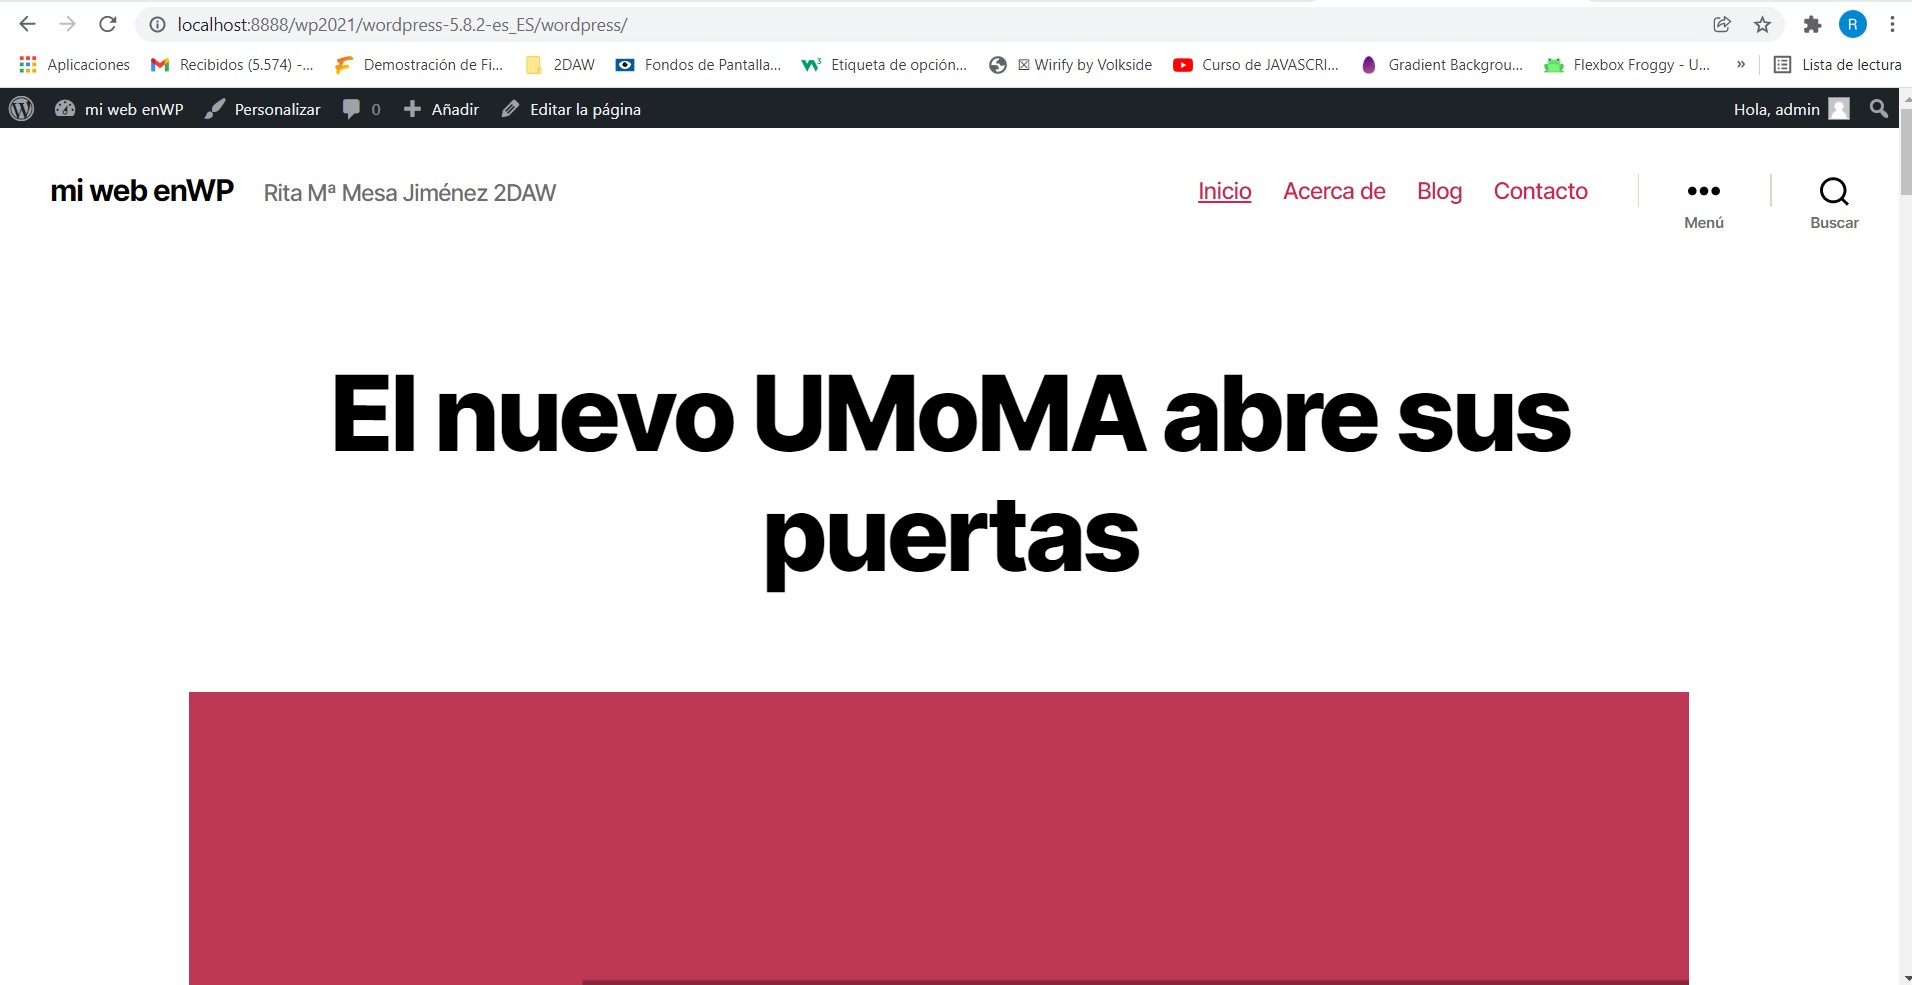 localhost:8888/wp2021/wordpress-5.8.2-es_ES/wordpress/ R
Aplicaciones Recibidos (5.574) -... Demostración de Fi... 2DAW Fondos de Pantalla... Etiqueta de opción... ☒ Wirify by Volkside Curso de JAVASCRI... Gradient Backgrou... Flexbox Froggy - U... » Lista de lectura
mi web enWP Personalizar 0 Añadir Editar la página Hola, admin
mi web enWP Rita Mª Mesa Jiménez 2DAW Inicio Acerca de Blog Contacto
Menú Buscar
El nuevo UMoMA abre sus
puertas